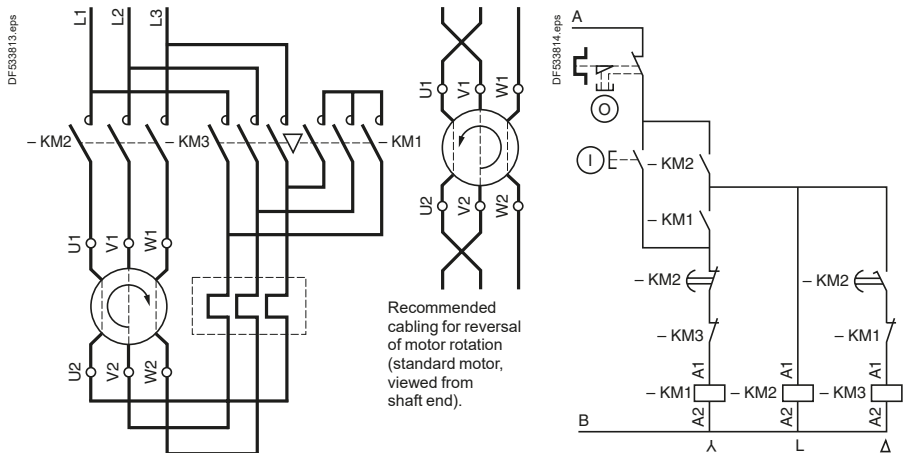 DF533813.eps
L1
L2
L3
– KM2
– KM3
– KM1
U1
V1
W1
U2
V2
W2
U1
V1
W1
U2
V2
W2
Recommended
cabling for reversal
of motor rotation
(standard motor,
viewed from
shaft end).
DF533814.eps
A
O
I
– KM2
– KM1
– KM2
– KM2
– KM3
– KM1
A1
A1
A1
– KM1
– KM2
– KM3
A2
A2
A2
B
L
Δ